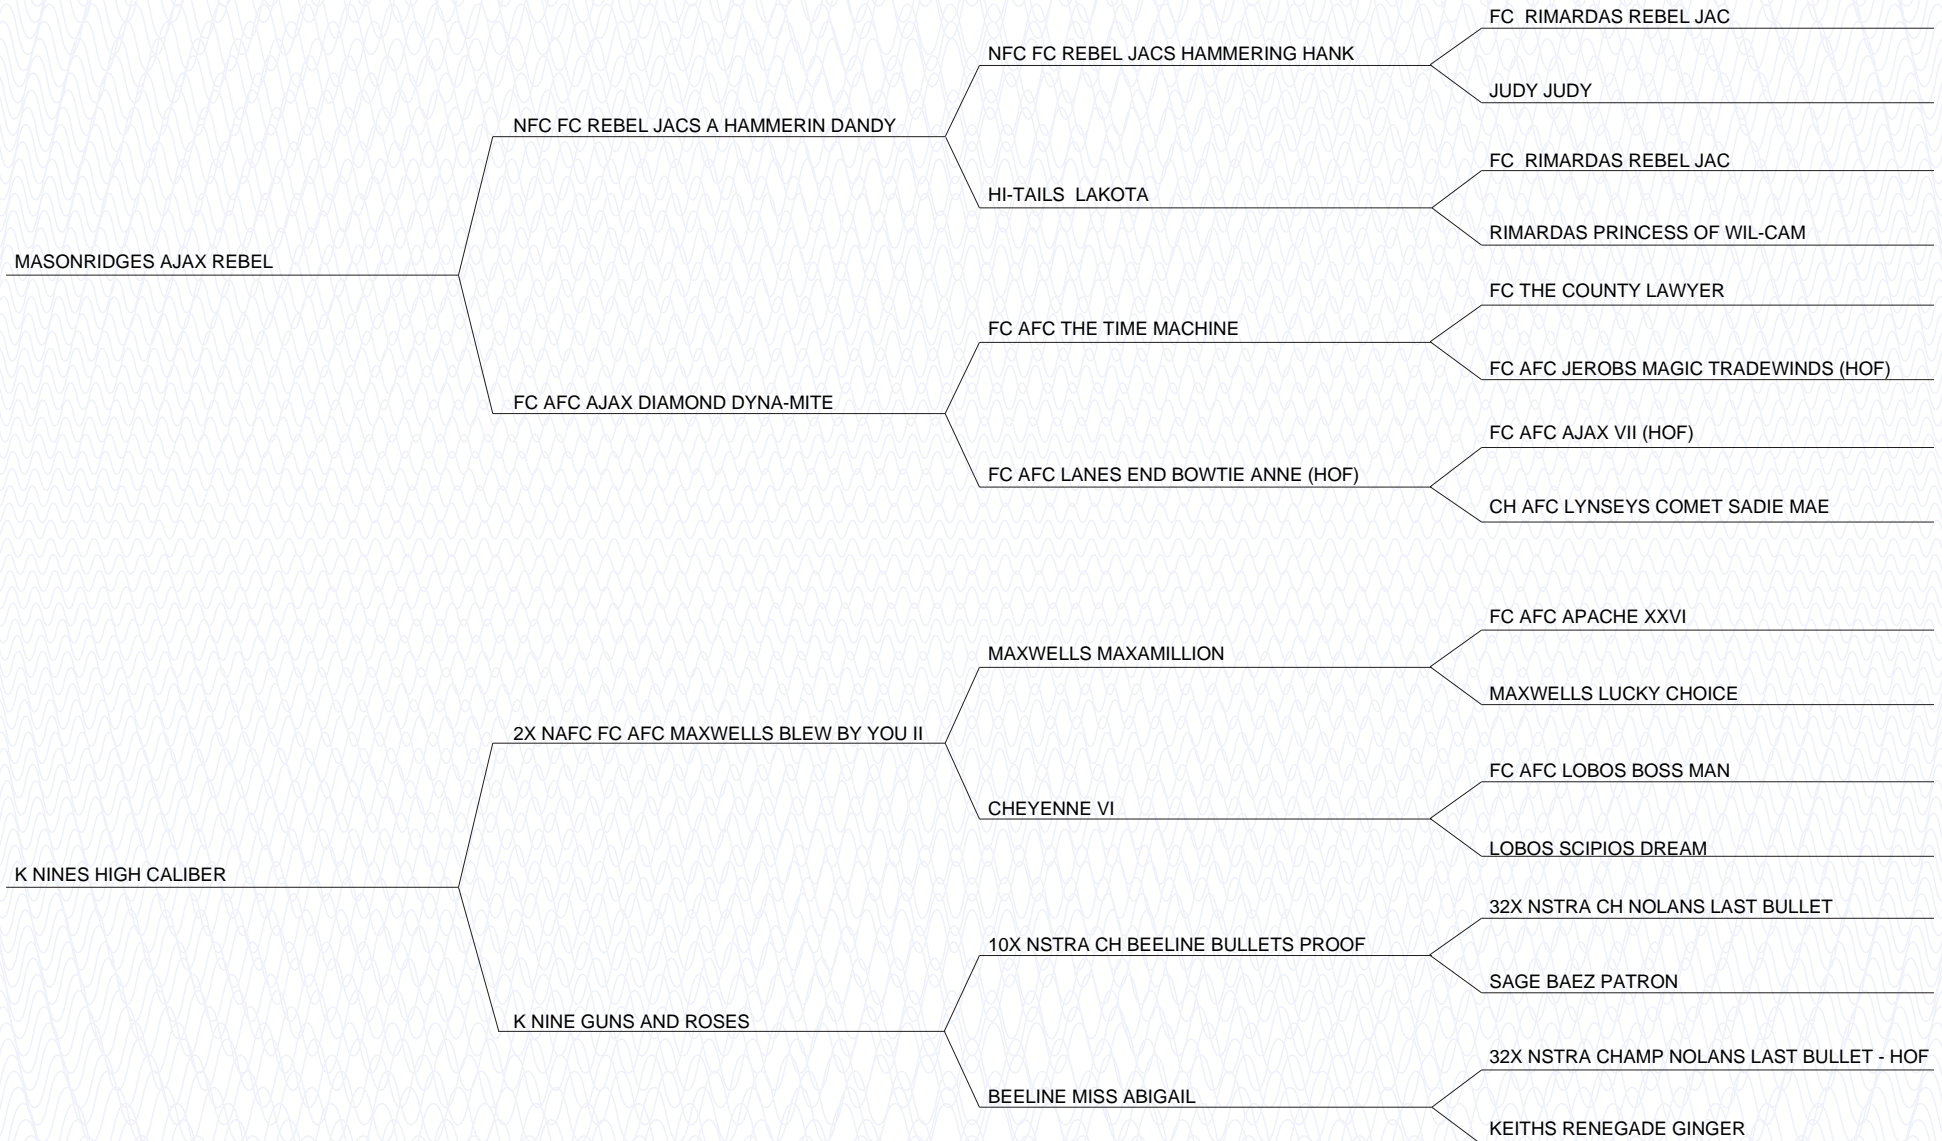 FC  RIMARDAS REBEL JAC
NFC FC REBEL JACS HAMMERING HANK
JUDY JUDY
NFC FC REBEL JACS A HAMMERIN DANDY
FC  RIMARDAS REBEL JAC
HI-TAILS  LAKOTA
RIMARDAS PRINCESS OF WIL-CAM
MASONRIDGES AJAX REBEL
FC THE COUNTY LAWYER
FC AFC THE TIME MACHINE
FC AFC JEROBS MAGIC TRADEWINDS (HOF)
FC AFC AJAX DIAMOND DYNA-MITE
FC AFC AJAX VII (HOF)
FC AFC LANES END BOWTIE ANNE (HOF)
CH AFC LYNSEYS COMET SADIE MAE
FC AFC APACHE XXVI
MAXWELLS MAXAMILLION
MAXWELLS LUCKY CHOICE
2X NAFC FC AFC MAXWELLS BLEW BY YOU II
FC AFC LOBOS BOSS MAN
CHEYENNE VI
LOBOS SCIPIOS DREAM
K NINES HIGH CALIBER
32X NSTRA CH NOLANS LAST BULLET
10X NSTRA CH BEELINE BULLETS PROOF
SAGE BAEZ PATRON
K NINE GUNS AND ROSES
32X NSTRA CHAMP NOLANS LAST BULLET - HOF
BEELINE MISS ABIGAIL
KEITHS RENEGADE GINGER